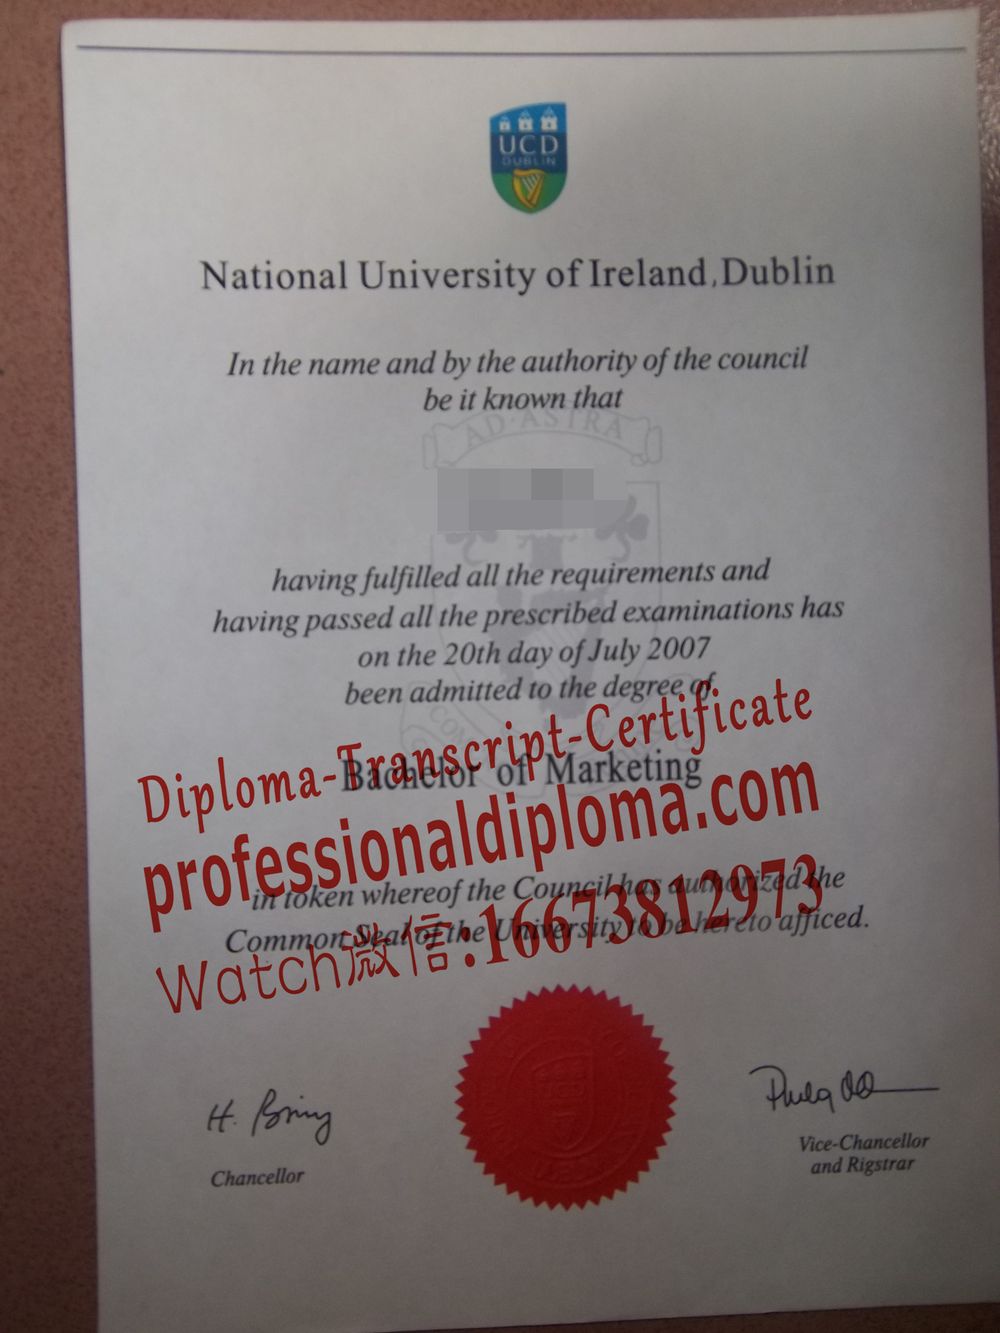 UCD
DUBLIN
National University of Ireland,Dublin
In the name and by the authority of the council
be it known that
AD·ASTRA
having fulfilled all the requirements and
having passed all the prescribed examinations has
on the 20th day of July 2007
been admitted to the degree of
Diploma-Transcript-Certificate
Bachelor of Marketing
professionaldiploma.com
in token whereof the Council has authorized the
Common Seal of the University to be hereto afficed.
Watch微信:16673812973
H.
Chancellor
Vice-Chancellor
and Rigstrar